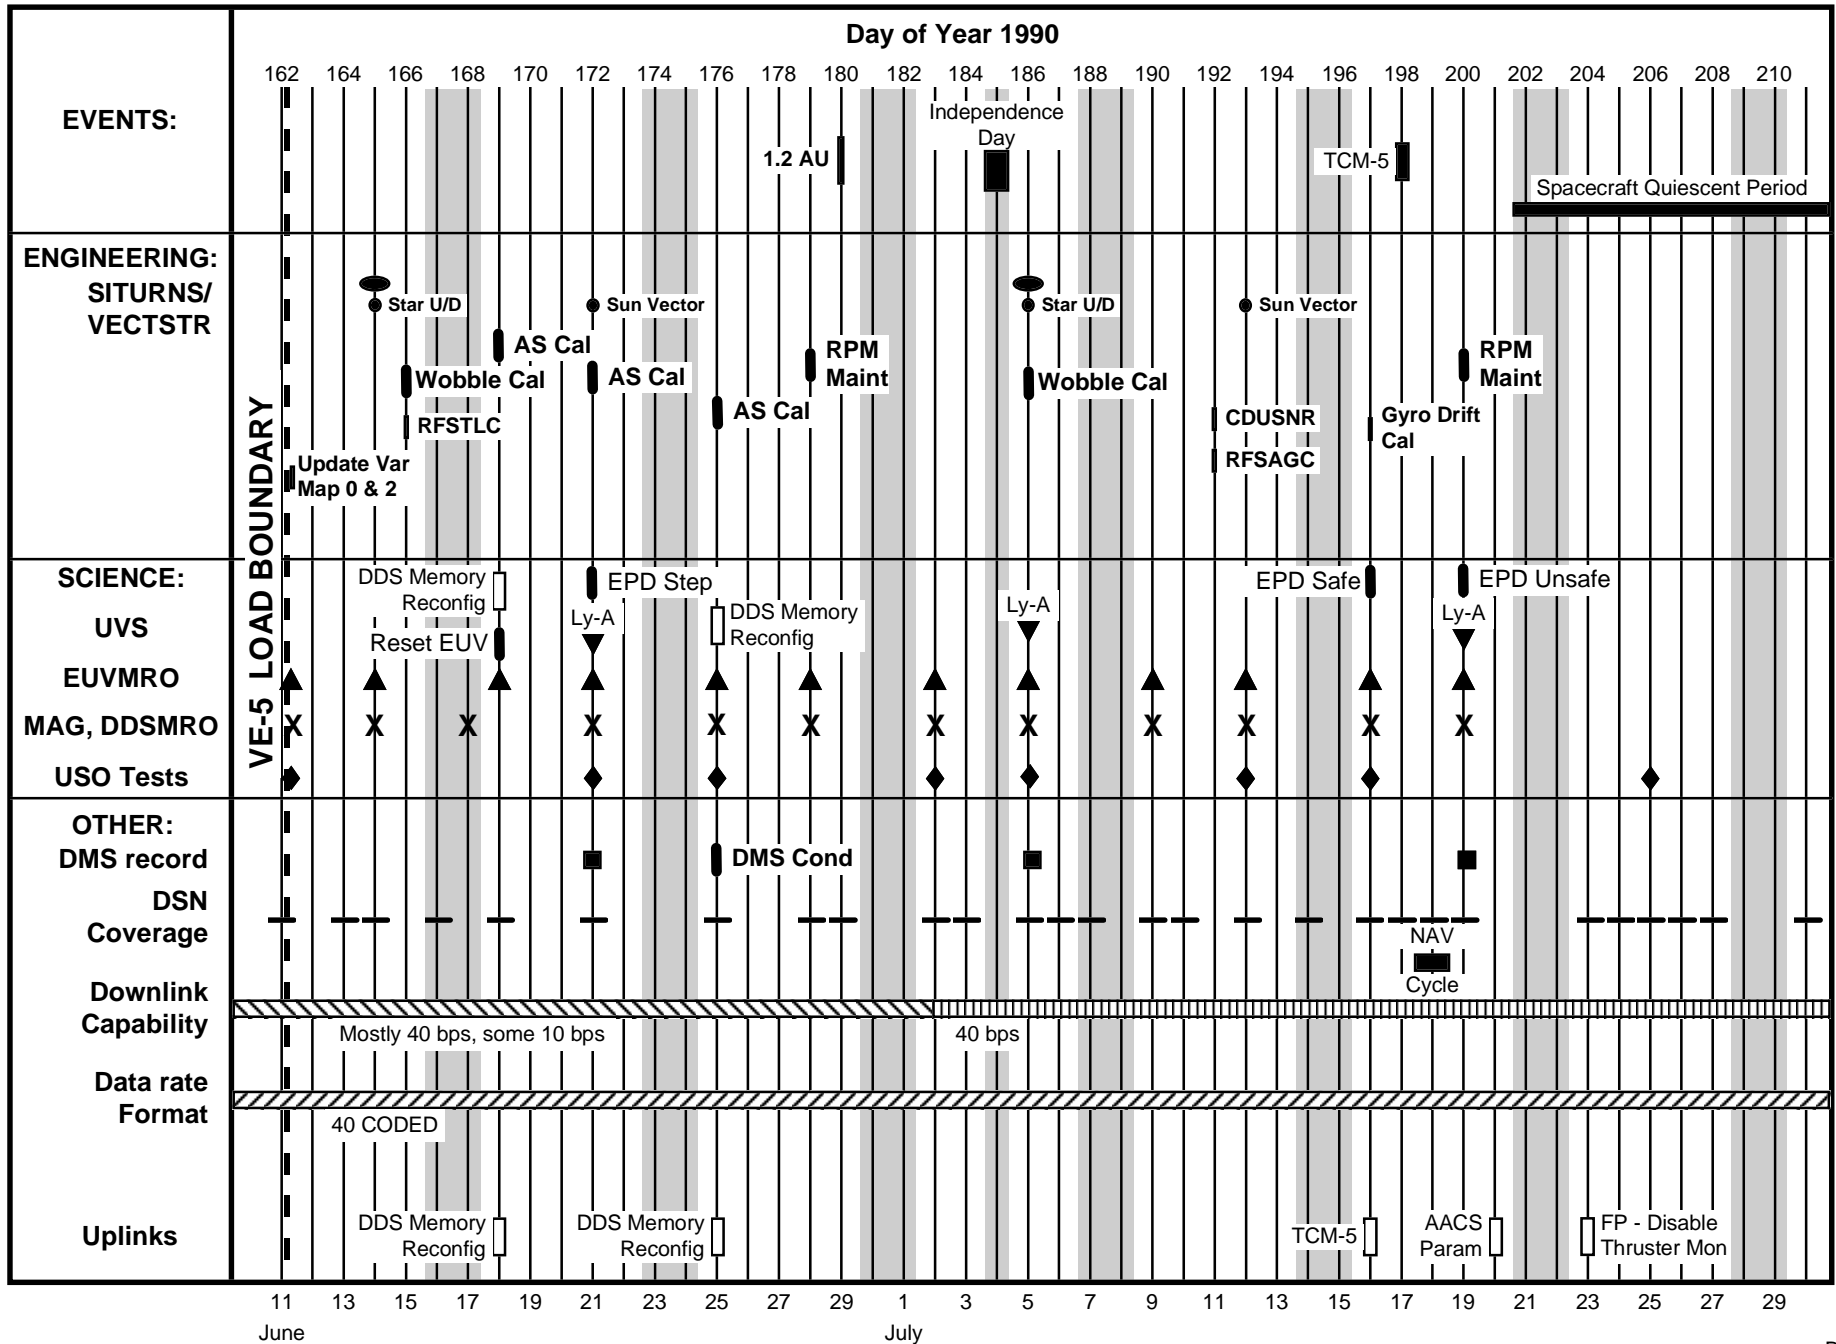 Day of Year 1990
162 164 166 168 170 172 174 176 178 180 182 184 186 188 190 192 194 196 198 200 202 204 206 208 210
EVENTS:
Independence
Day
1.2 AU
TCM-5
Spacecraft Quiescent Period
ENGINEERING:
SITURNS/
VECTSTR
Star U/D
Sun Vector
Star U/D
Sun Vector
AS Cal
Wobble Cal
AS Cal
AS Cal
RPM
Maint
Wobble Cal
RPM
Maint
RFSTLC
CDUSNR
RFSAGC
Gyro Drift
Cal
Update Var
Map 0 & 2
VE-5 LOAD BOUNDARY
SCIENCE:
DDS Memory
Reconfig
EPD Step
EPD Safe
EPD Unsafe
UVS
Reset EUV
Ly-A
DDS Memory
Reconfig
Ly-A
Ly-A
EUVMRO
MAG, DDSMRO
X X X X X X X X X X X X
USO Tests
OTHER:
DMS record
DMS Cond
DSN
Coverage
NAV
Cycle
Downlink
Capability
Mostly 40 bps, some 10 bps
40 bps
Data rate
Format
40 CODED
Uplinks
DDS Memory
Reconfig
DDS Memory
Reconfig
TCM-5
AACS
Param
FP - Disable
Thruster Mon
11 13 15 17 19 21 23 25 27 29 1 3 5 7 9 11 13 15 17 19 21 23 25 27 29
June July